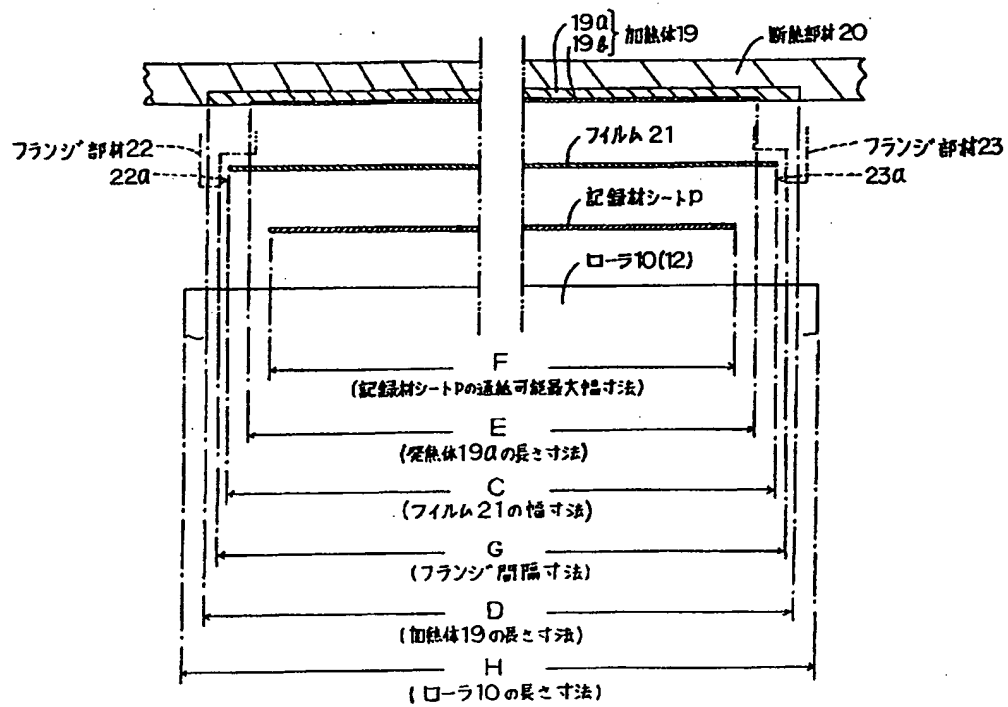 19a
19b
加熱体19
断熱部材20
フランジ部材22
22a
フィルム21
フランジ部材23
23a
記録材シートP
ローラ10(12)
F
(記録材シートPの通紙可能最大幅寸法)
E
(発熱体19aの長さ寸法)
C
(フィルム21の幅寸法)
G
(フランジ間隔寸法)
D
(加熱体19の長さ寸法)
H
(ローラ10の長さ寸法)